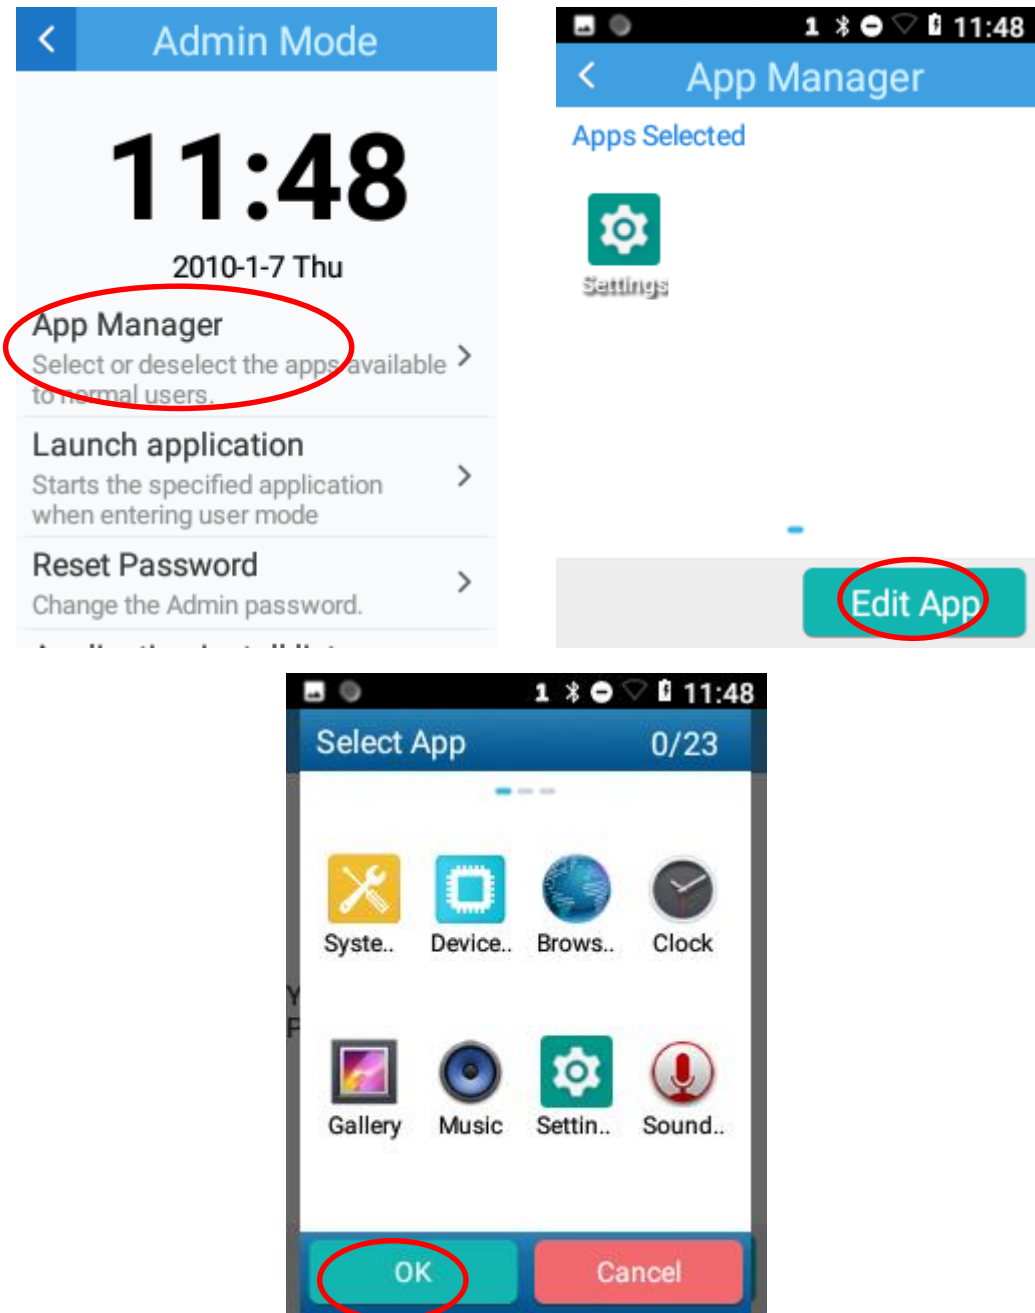 Admin Mode
11:48
2010-1-7 Thu
App Manager
Select or deselect the apps available
to normal users.
Launch application
Starts the specified application
when entering user mode
Reset Password
Change the Admin password.
1 11:48
App Manager
Apps Selected
Settings
Edit App
1 11:48
Select App 0/23
Syste.. Device.. Brows.. Clock
Y
P
Gallery Music Settin.. Sound..
OK Cancel